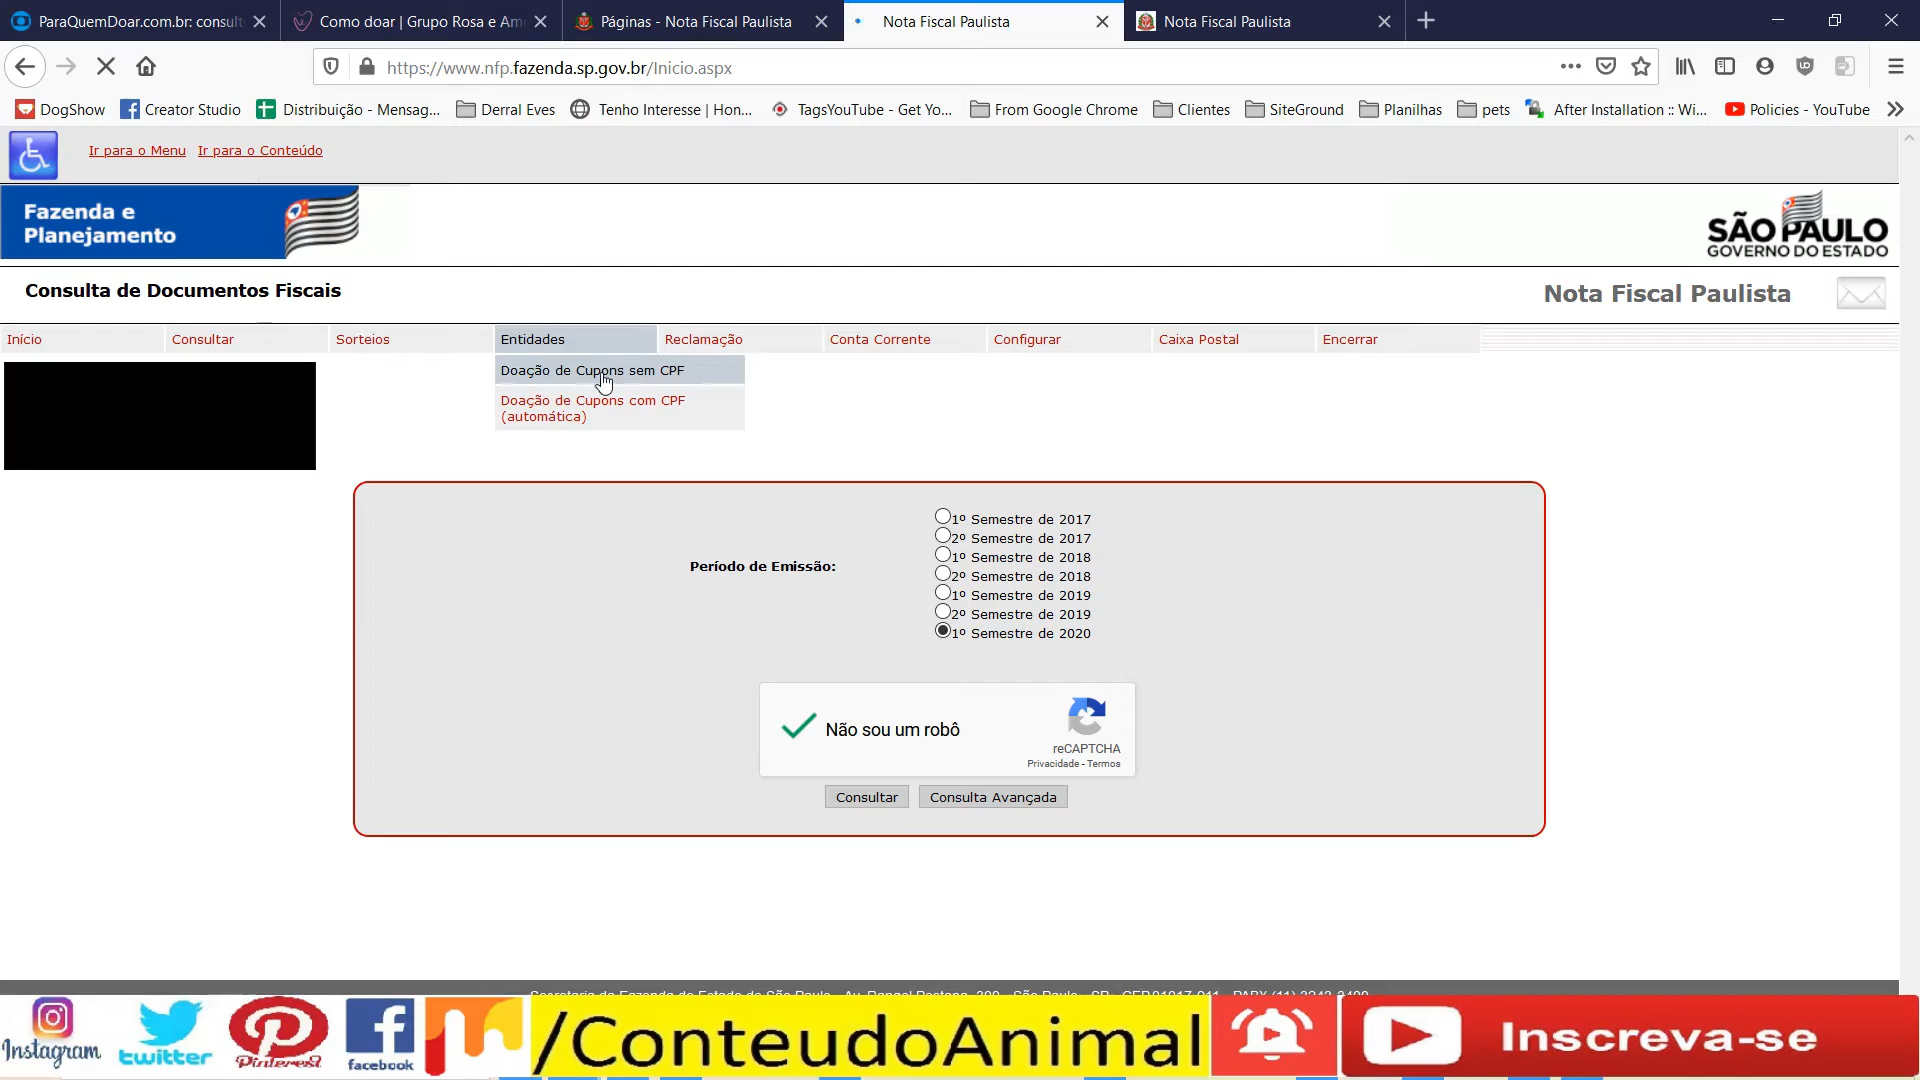 ParaQuemDoar.com.br: consult
Como doar | Grupo Rosa e Am
Páginas - Nota Fiscal Paulista
Nota Fiscal Paulista
Nota Fiscal Paulista
https://www.nfp.fazenda.sp.gov.br/Inicio.aspx
DogShow
Creator Studio
Distribuição - Mensag...
Derral Eves
Tenho Interesse | Hon...
TagsYouTube - Get Yo...
From Google Chrome
Clientes
SiteGround
Planilhas
pets
After Installation :: Wi...
Policies - YouTube
Ir para o Menu
Ir para o Conteúdo
Fazenda e
Planejamento
SÃO PAULO
GOVERNO DO ESTADO
Consulta de Documentos Fiscais
Nota Fiscal Paulista
Início
Consultar
Sorteios
Entidades
Reclamação
Conta Corrente
Configurar
Caixa Postal
Encerrar
Doação de Cupons sem CPF
Doação de Cupons com CPF
(automática)
Período de Emissão:
1º Semestre de 2017
2º Semestre de 2017
1º Semestre de 2018
2º Semestre de 2018
1º Semestre de 2019
2º Semestre de 2019
1º Semestre de 2020
Não sou um robô
reCAPTCHA
Privacidade - Termos
Consultar
Consulta Avançada
Instagram
twitter
Pinterest
facebook
/ConteudoAnimal
Inscreva-se